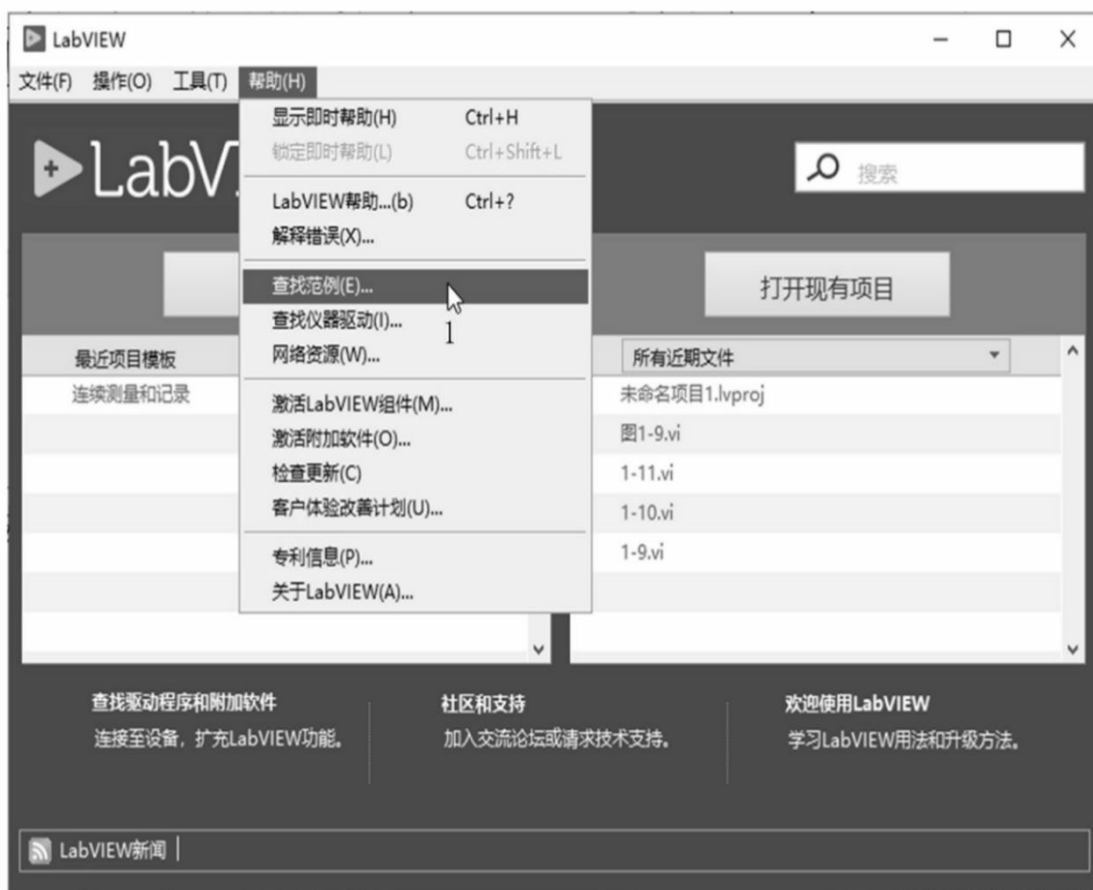 LabVIEW
文件(F) 操作(O) 工具(T) 帮助(H)
显示即时帮助(H) Ctrl+H
锁定即时帮助(L) Ctrl+Shift+L
LabV
搜索
LabVIEW帮助...(b) Ctrl+?
解释错误(X)...
查找范例(E)...
打开现有项目
查找仪器驱动(I)...
1
网络资源(W)...
最近项目模板
所有近期文件
连续测量和记录
未命名项目1.lvproj
激活LabVIEW组件(M)...
激活附加软件(O)...
图1-9.vi
检查更新(C)
1-11.vi
客户体验改善计划(U)...
1-10.vi
专利信息(P)...
1-9.vi
关于LabVIEW(A)...
查找驱动程序和附加软件
连接至设备，扩充LabVIEW功能。
社区和支持
加入交流论坛或请求技术支持。
欢迎使用LabVIEW
学习LabVIEW用法和升级方法。
LabVIEW新闻